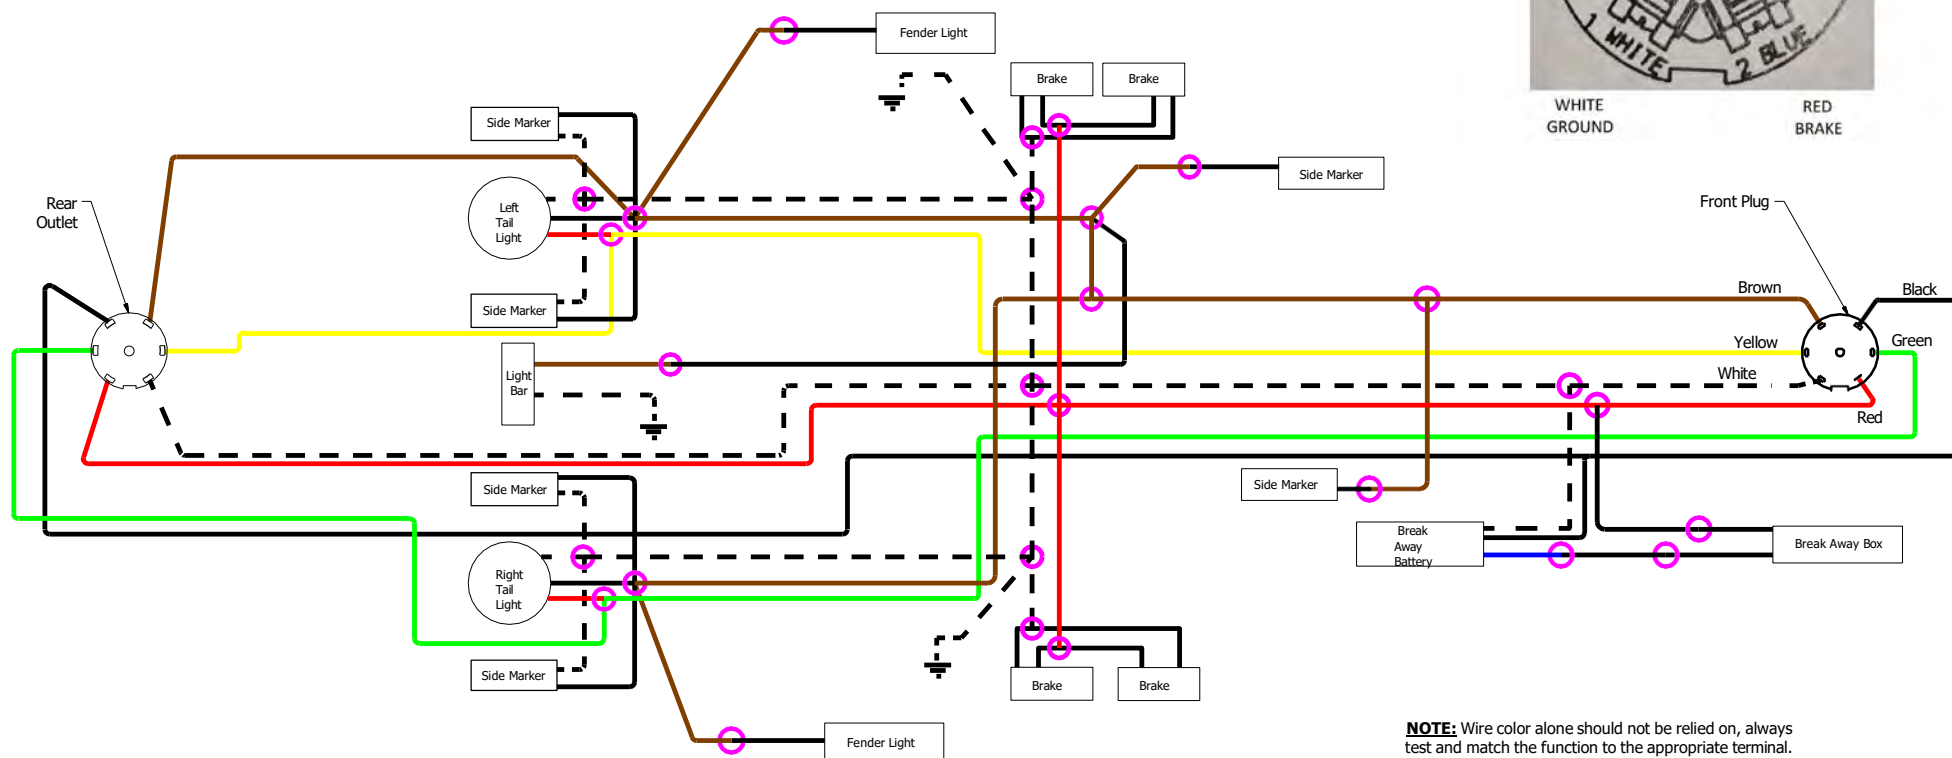 Fender Light
1 WHITE
2 BLUE
WHITE
GROUND
RED
BRAKE
Brake
Brake
Side Marker
Side Marker
Rear
Outlet
Left
Tail
Light
Front Plug
Side Marker
Brown
Black
Yellow
Green
White
Red
Light
Bar
Side Marker
Side Marker
Break
Away
Battery
Break Away Box
Right
Tail
Light
Side Marker
Brake
Brake
Fender Light
NOTE: Wire color alone should not be relied on, always
test and match the function to the appropriate terminal.